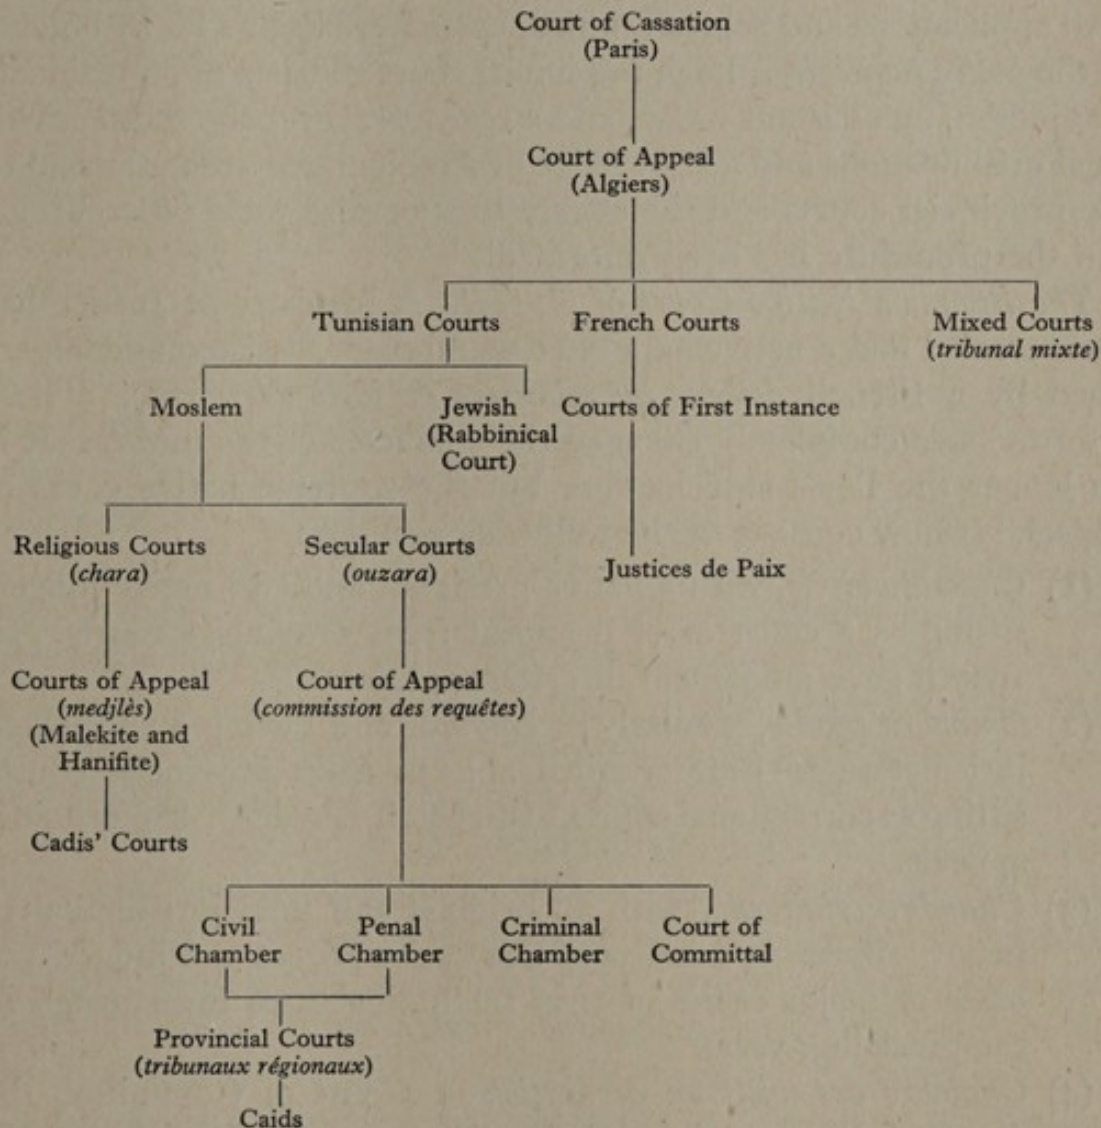 Court of Cassation
(Paris)
Court of Appeal
(Algiers)
Tunisian Courts
French Courts
Mixed Courts
(tribunal mixte)
Moslem
Jewish
(Rabbinical
Court)
Courts of First Instance
Religious Courts
(chara)
Secular Courts
(ouzara)
Justices de Paix
Courts of Appeal
(medjlès)
(Malekite and
Hanifite)
Court of Appeal
(commission des requêtes)
Cadis' Courts
Civil
Chamber
Penal
Chamber
Criminal
Chamber
Court of
Committal
Provincial Courts
(tribunaux régionaux)
Caids